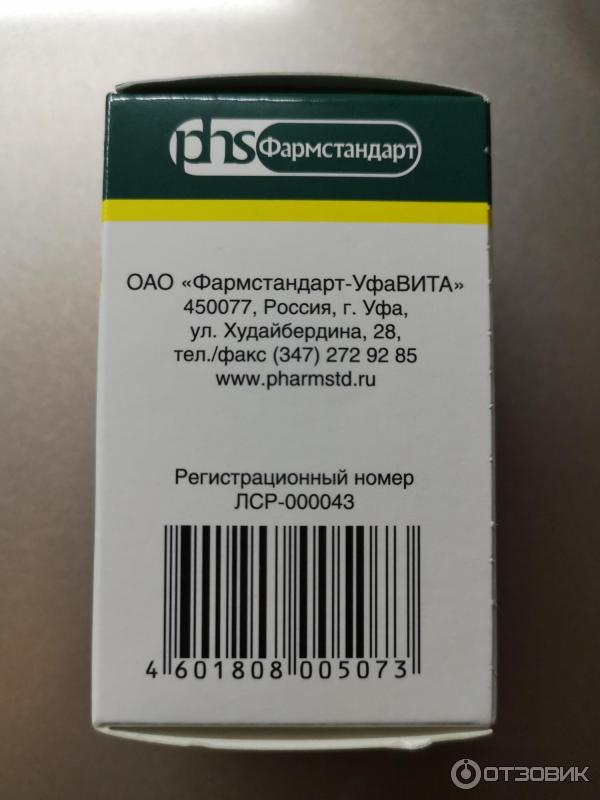 phs Фармстандарт
ОАО «Фармстандарт-УфаВИТА»
450077, Россия, г. Уфа,
ул. Худайбердина, 28,
тел./факс (347) 272 92 85
www.pharmstd.ru
Регистрационный номер
ЛСР-000043
4 601808 005073
ОТЗОВИК